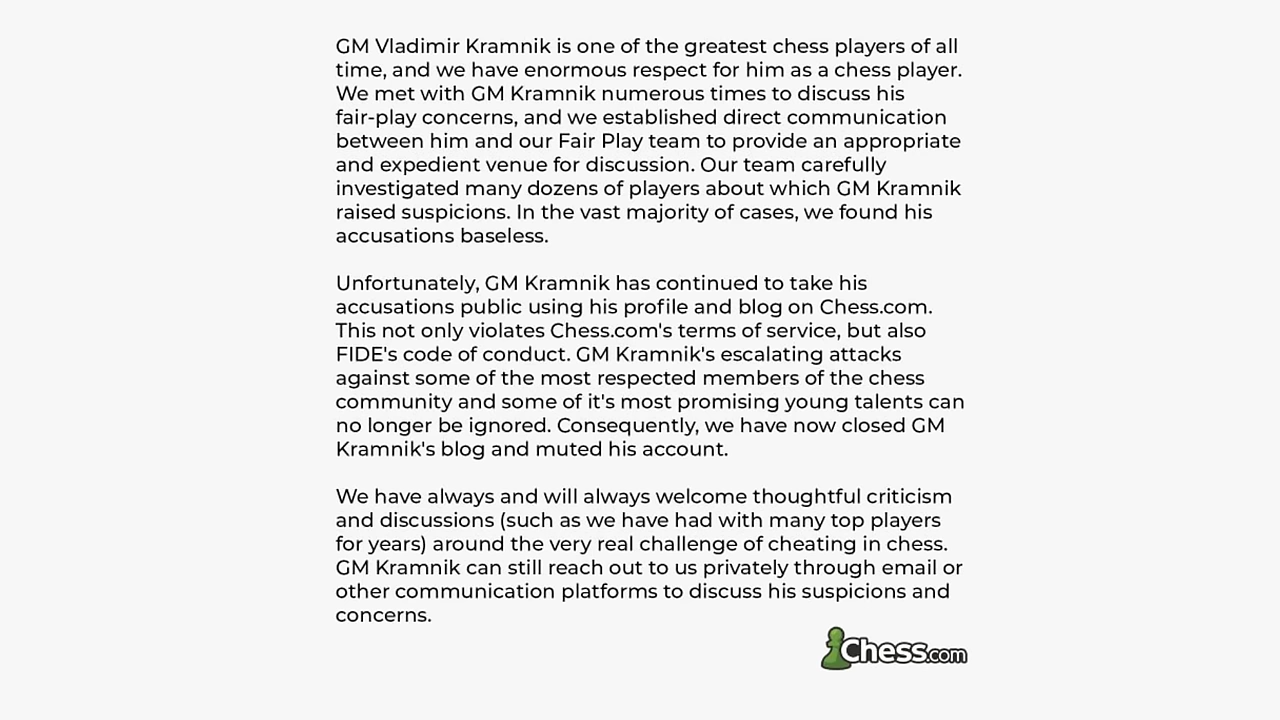 GM Vladimir Kramnik is one of the greatest chess players of all
time, and we have enormous respect for him as a chess player.
We met with GM Kramnik numerous times to discuss his
fair-play concerns, and we established direct communication
between him and our Fair Play team to provide an appropriate
and expedient venue for discussion. Our team carefully
investigated many dozens of players about which GM Kramnik
raised suspicions. In the vast majority of cases, we found his
accusations baseless.
Unfortunately, GM Kramnik has continued to take his
accusations public using his profile and blog on Chess.com.
This not only violates Chess.com's terms of service, but also
FIDE's code of conduct. GM Kramnik's escalating attacks
against some of the most respected members of the chess
community and some of it's most promising young talents can
no longer be ignored. Consequently, we have now closed GM
Kramnik's blog and muted his account.
We have always and will always welcome thoughtful criticism
and discussions (such as we have had with many top players
for years) around the very real challenge of cheating in chess.
GM Kramnik can still reach out to us privately through email or
other communication platforms to discuss his suspicions and
concerns.
Chess.com